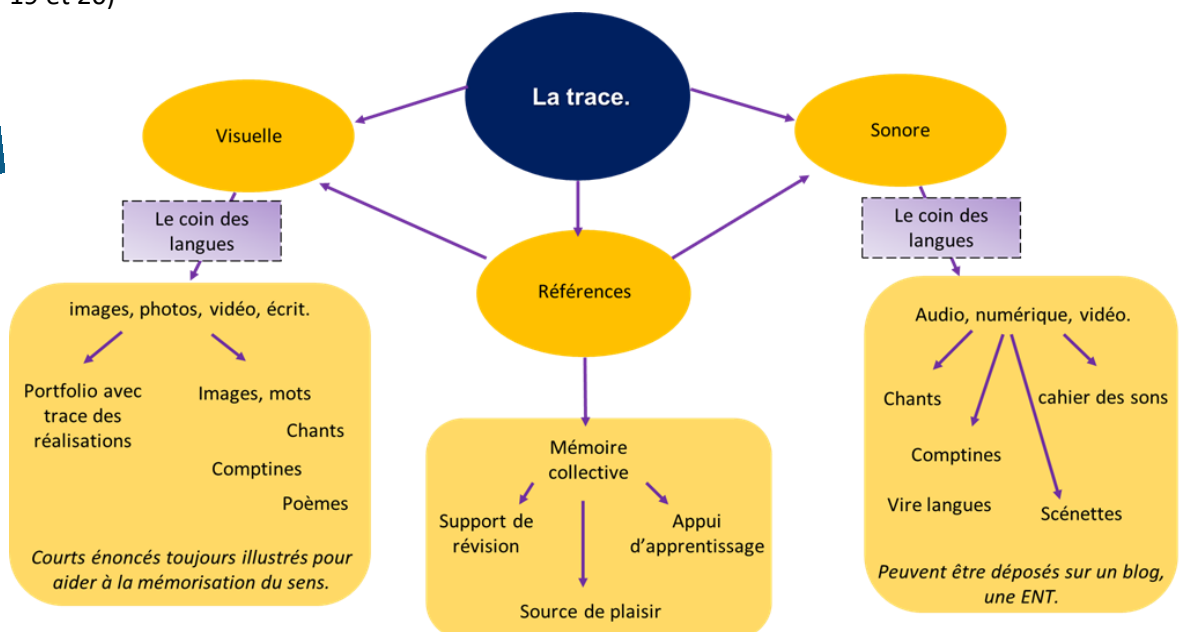 19 et 20)
La trace.
Visuelle
Sonore
Le coin des
langues
Le coin des
langues
Références
images, photos, vidéo, écrit.
Portfolio avec
trace des
réalisations
Images, mots
Chants
Comptines
Poèmes
Courts énoncés toujours illustrés pour
aider à la mémorisation du sens.
Mémoire
collective
Support de
révision
Appui
d'apprentissage
Source de plaisir
Audio, numérique, vidéo.
Chants
cahier des sons
Comptines
Vire langues
Scénettes
Peuvent être déposés sur un blog,
une ENT.